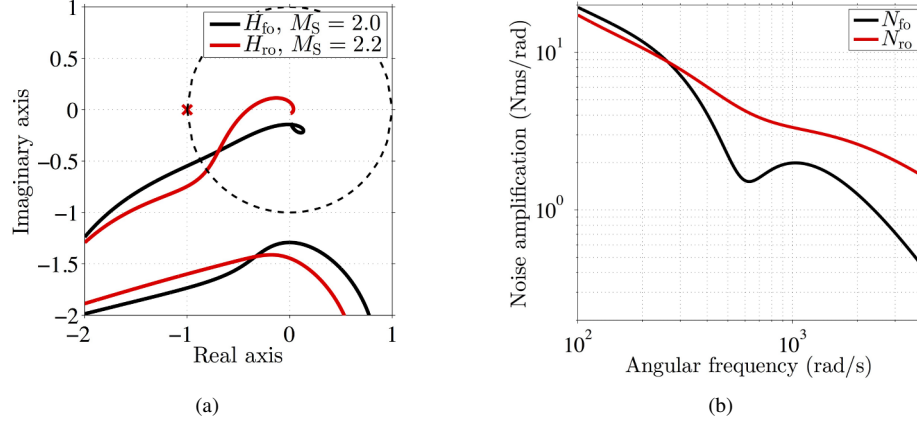 1
0.5
0
−0.5
−1
−1.5
−2
Imaginary axis
H_fo, M_S = 2.0
H_ro, M_S = 2.2
−2
−1
0
1
Real axis
(a)
10^1
10^0
Noise amplification (Nms/rad)
N_fo
N_ro
10^2
10^3
Angular frequency (rad/s)
(b)